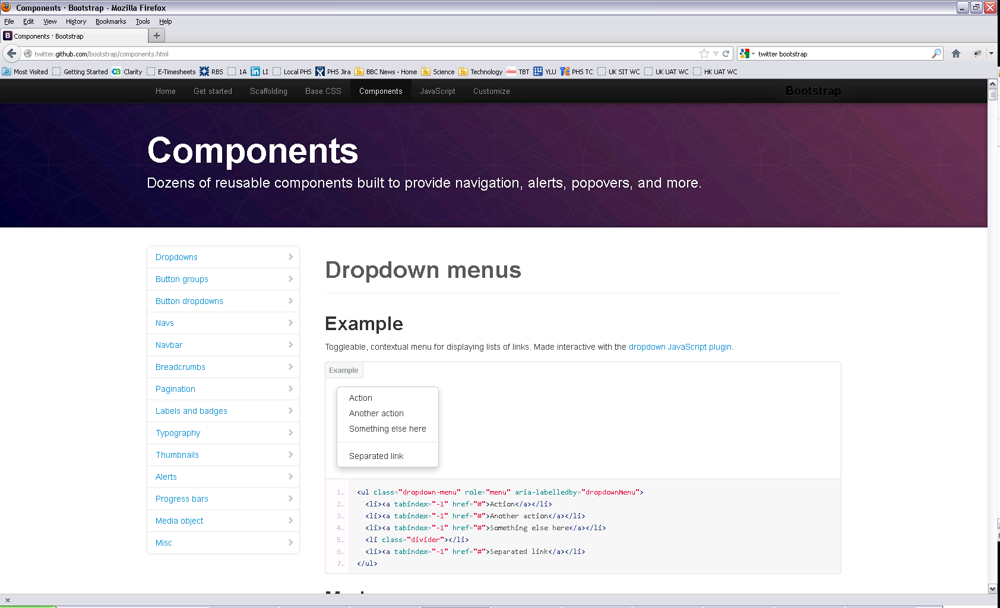 Components · Bootstrap - Mozilla Firefox
File Edit View History Bookmarks Tools Help
B Components · Bootstrap +
twitter.github.com/bootstrap/components.html twitter bootstrap
Most Visited Getting Started ca Clarity E-Timesheets RBS 1A in LI Local PHS PHS Jira BBC News - Home Science Technology TBT YLU TC PHS TC UK SIT WC UK UAT WC HK UAT WC
Home Get started Scaffolding Base CSS Components JavaScript Customize Bootstrap
Components
Dozens of reusable components built to provide navigation, alerts, popovers, and more.
Dropdowns
Button groups
Button dropdowns
Navs
Navbar
Breadcrumbs
Pagination
Labels and badges
Typography
Thumbnails
Alerts
Progress bars
Media object
Misc
Dropdown menus
Example
Toggleable, contextual menu for displaying lists of links. Made interactive with the dropdown JavaScript plugin.
Example
Action
Another action
Something else here
Separated link
1. <ul class="dropdown-menu" role="menu" aria-labelledby="dropdownMenu">
2. <li><a tabindex="-1" href="#">Action</a></li>
3. <li><a tabindex="-1" href="#">Another action</a></li>
4. <li><a tabindex="-1" href="#">Something else here</a></li>
5. <li class="divider"></li>
6. <li><a tabindex="-1" href="#">Separated link</a></li>
7. </ul>